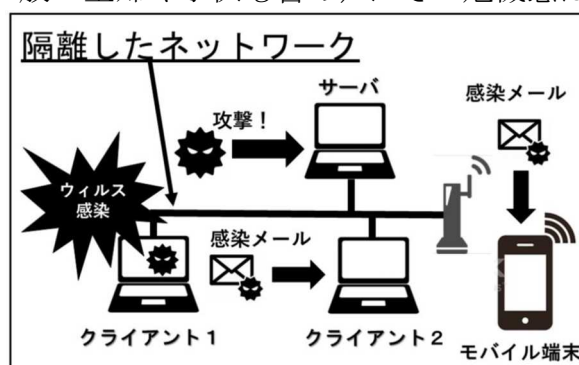 隔離したネットワーク
サーバ
感染メール
攻撃！
ウィルス
感染
感染メール
クライアント1
クライアント2
モバイル端末